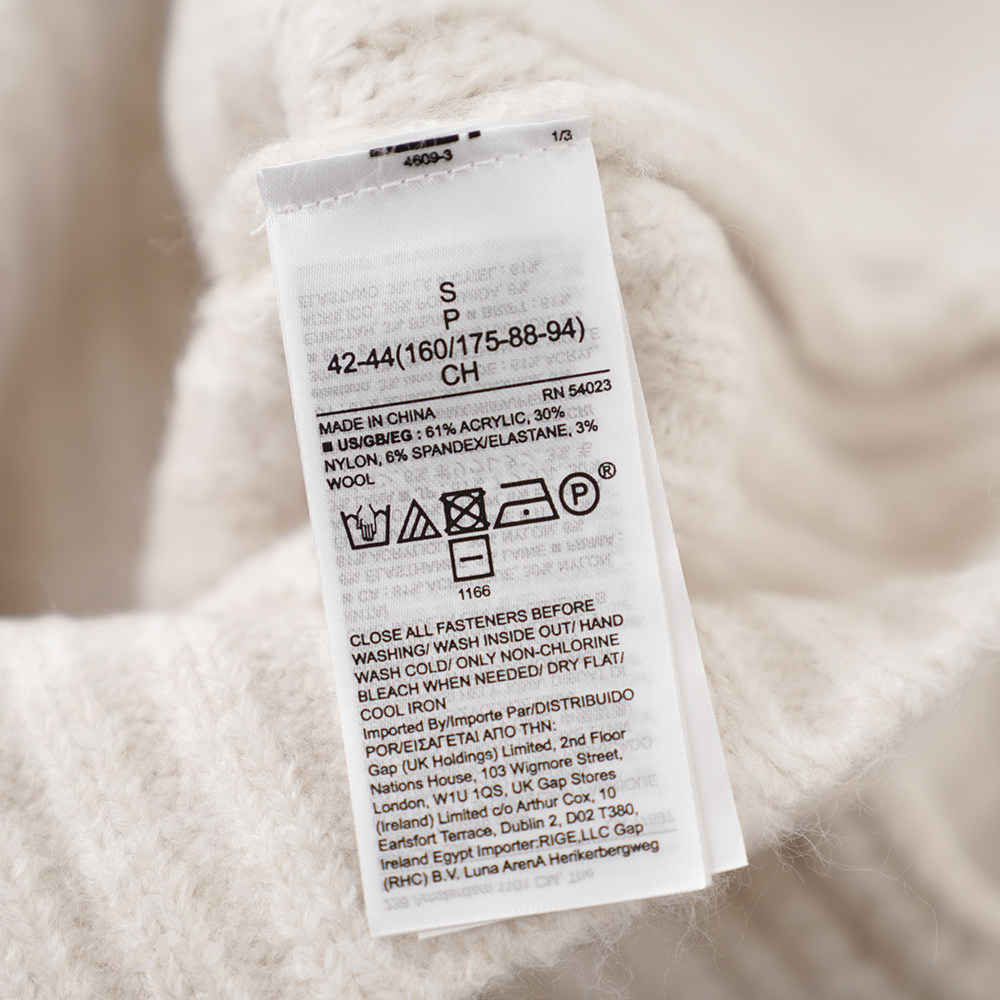 4609-3
1/3
S
P
42-44(160/175-88-94)
CH
RN 54023
MADE IN CHINA
■ US/GB/EG : 61% ACRYLIC, 30%
NYLON, 6% SPANDEX/ELASTANE, 3%
WOOL
P ®
1166
CLOSE ALL FASTENERS BEFORE
WASHING/ WASH INSIDE OUT/ HAND
WASH COLD/ ONLY NON-CHLORINE
BLEACH WHEN NEEDED/ DRY FLAT/
COOL IRON
Imported By/Importe Par/DISTRIBUIDO
POR/ΕΙΣΑΓΕΤΑΙ ΑΠΟ ΤΗΝ:
Gap (UK Holdings) Limited, 2nd Floor
Nations House, 103 Wigmore Street,
London, W1U 1QS, UK Gap Stores
(Ireland) Limited c/o Arthur Cox, 10
Earlsfort Terrace, Dublin 2, D02 T380,
Ireland Egypt Importer:RIGE,LLC Gap
(RHC) B.V. Luna ArenA Herikerbergweg